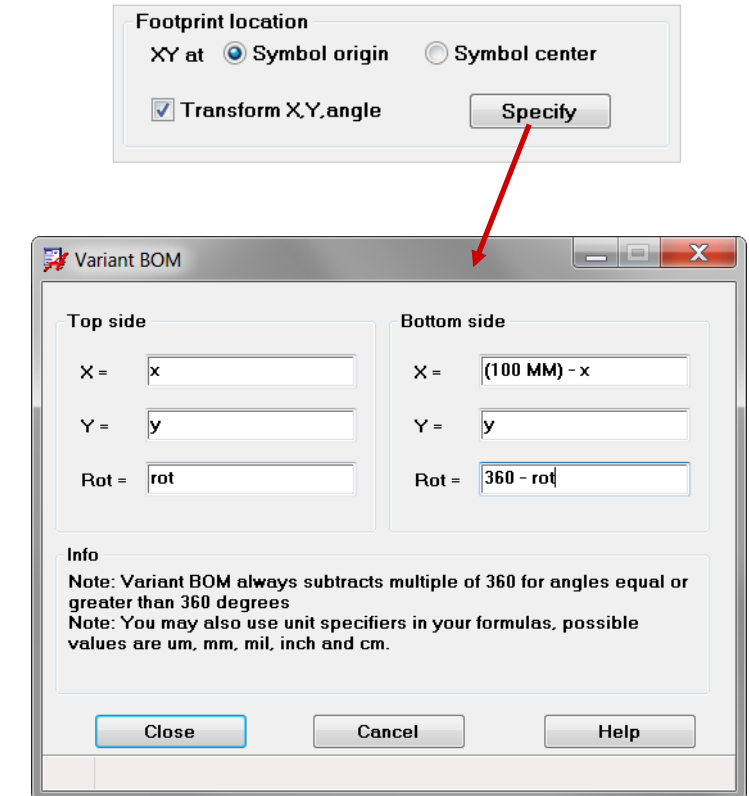 Footprint location
XY at Symbol origin Symbol center
Transform X,Y,angle Specify
Variant BOM
Top side Bottom side
X = x X = (100 MM) - x
Y = y Y = y
Rot = rot Rot = 360 - rot
Info
Note: Variant BOM always subtracts multiple of 360 for angles equal or
greater than 360 degrees
Note: You may also use unit specifiers in your formulas, possible
values are um, mm, mil, inch and cm.
Close Cancel Help